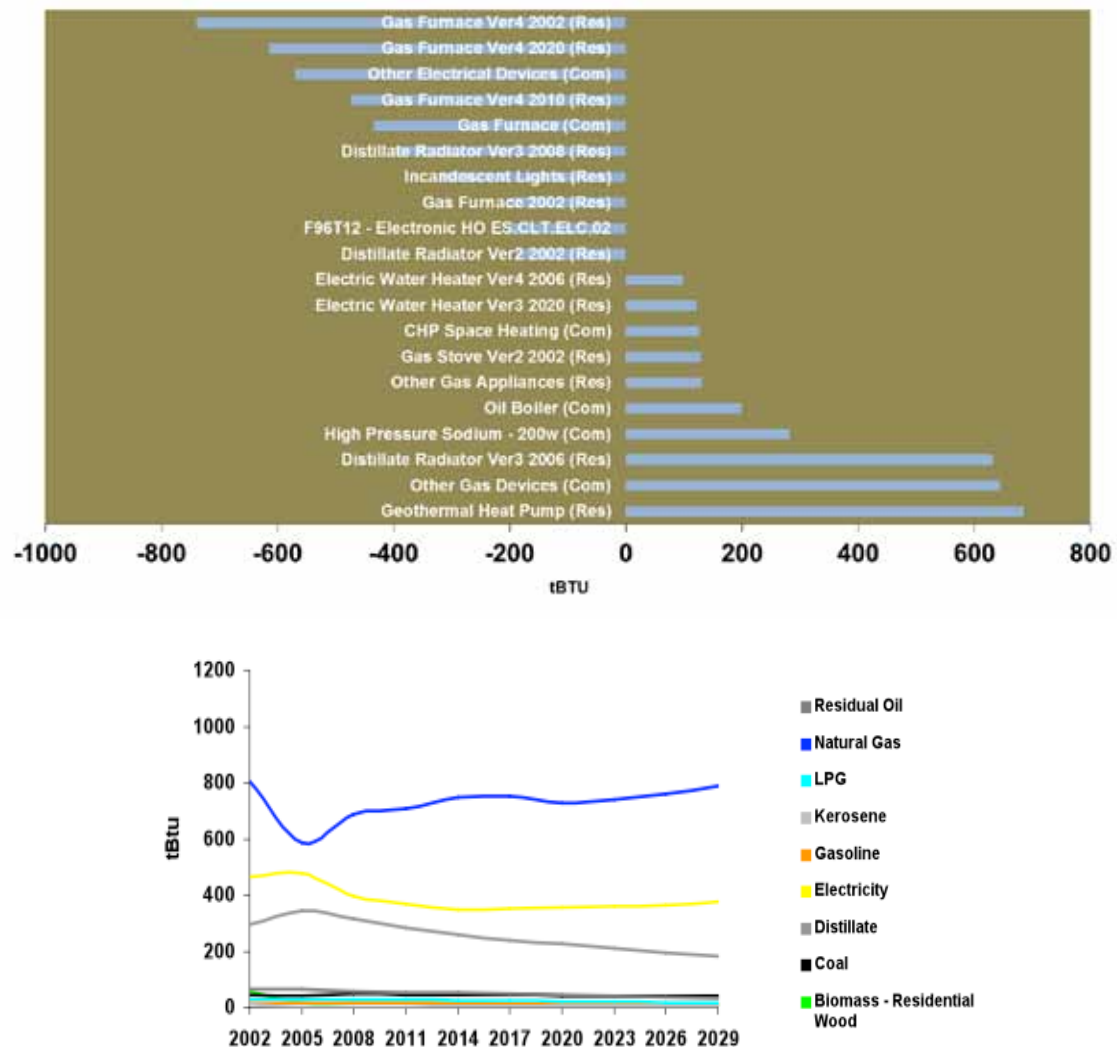 Gas Furnace Ver4 2002 (Res)
Gas Furnace Ver4 2020 (Res)
Other Electrical Devices (Com)
Gas Furnace Ver4 2010 (Res)
Gas Furnace (Com)
Distillate Radiator Ver3 2008 (Res)
Incandescent Lights (Res)
Gas Furnace 2002 (Res)
F96T12 - Electronic HO ES.CLT.ELC.02
Distillate Radiator Ver2 2002 (Res)
Electric Water Heater Ver4 2006 (Res)
Electric Water Heater Ver3 2020 (Res)
CHP Space Heating (Com)
Gas Stove Ver2 2002 (Res)
Other Gas Appliances (Res)
Oil Boiler (Com)
High Pressure Sodium - 200w (Com)
Distillate Radiator Ver3 2006 (Res)
Other Gas Devices (Com)
Geothermal Heat Pump (Res)
-1000 -800 -600 -400 -200 0 200 400 600 800
tBTU
1200
1000
800
600
400
200
0
tBtu
2002 2005 2008 2011 2014 2017 2020 2023 2026 2029
Residual Oil
Natural Gas
LPG
Kerosene
Gasoline
Electricity
Distillate
Coal
Biomass - Residential
Wood